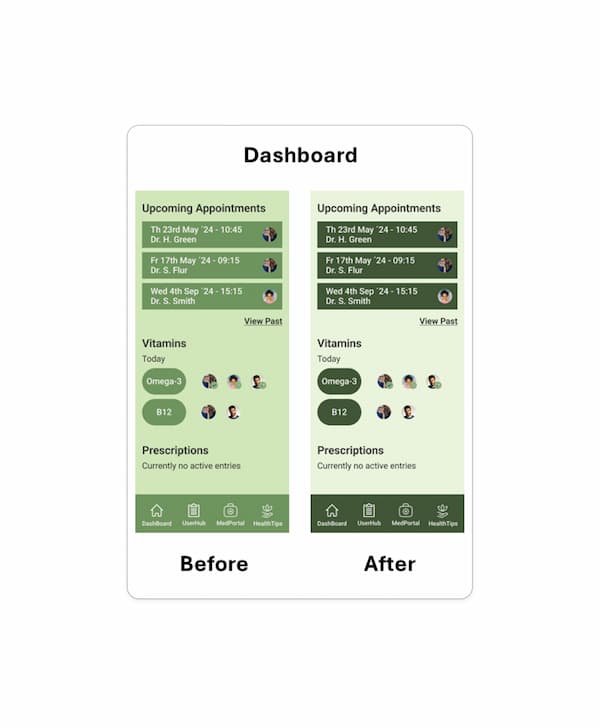 Dashboard
Upcoming Appointments
Th 23rd May ´24 - 10:45
Dr. H. Green
Fr 17th May ´24 - 09:15
Dr. S. Flur
Wed 4th Sep ´24 - 15:15
Dr. S. Smith
View Past
Vitamins
Today
Omega-3
B12
Prescriptions
Currently no active entries
DashBoard
UserHub
MedPortal
HealthTips
Before
Upcoming Appointments
Th 23rd May ´24 - 10:45
Dr. H. Green
Fr 17th May ´24 - 09:15
Dr. S. Flur
Wed 4th Sep ´24 - 15:15
Dr. S. Smith
View Past
Vitamins
Today
Omega-3
B12
Prescriptions
Currently no active entries
DashBoard
UserHub
MedPortal
HealthTips
After